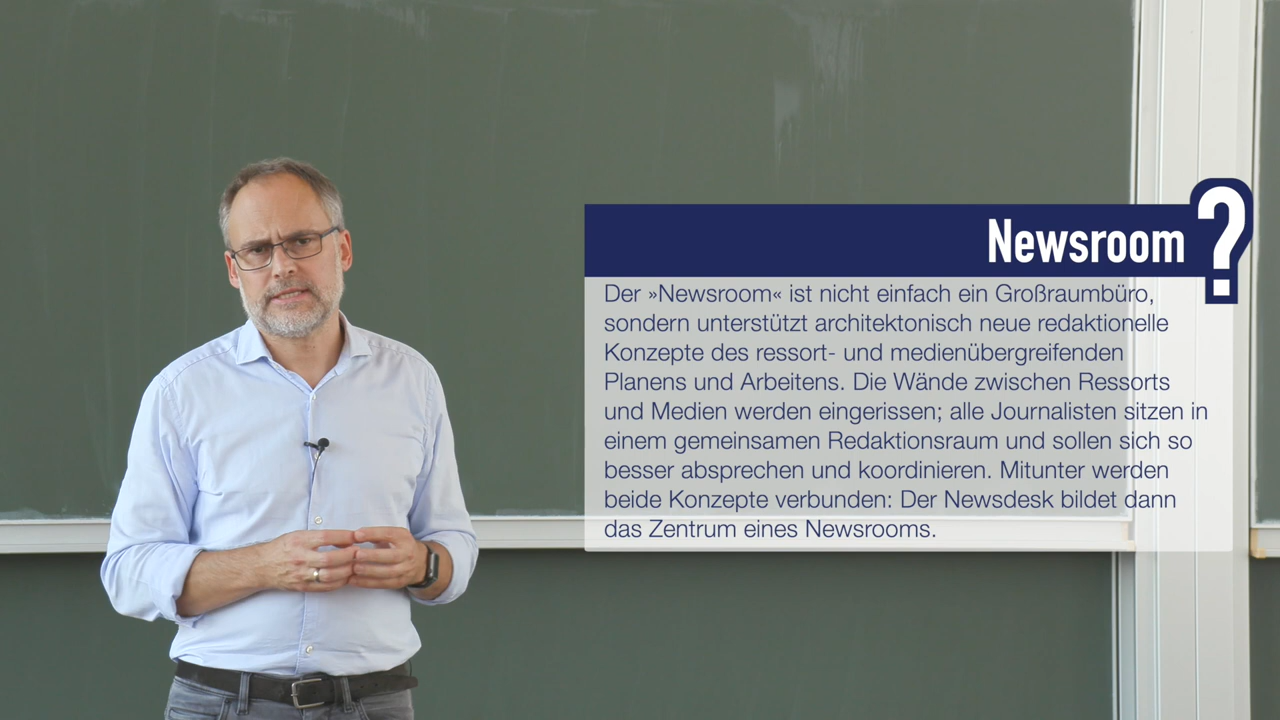 Newsroom ?
Der »Newsroom« ist nicht einfach ein Großraumbüro,
sondern unterstützt architektonisch neue redaktionelle
Konzepte des ressort- und medienübergreifenden
Planens und Arbeitens. Die Wände zwischen Ressorts
und Medien werden eingerissen; alle Journalisten sitzen in
einem gemeinsamen Redaktionsraum und sollen sich so
besser absprechen und koordinieren. Mitunter werden
beide Konzepte verbunden: Der Newsdesk bildet dann
das Zentrum eines Newsrooms.